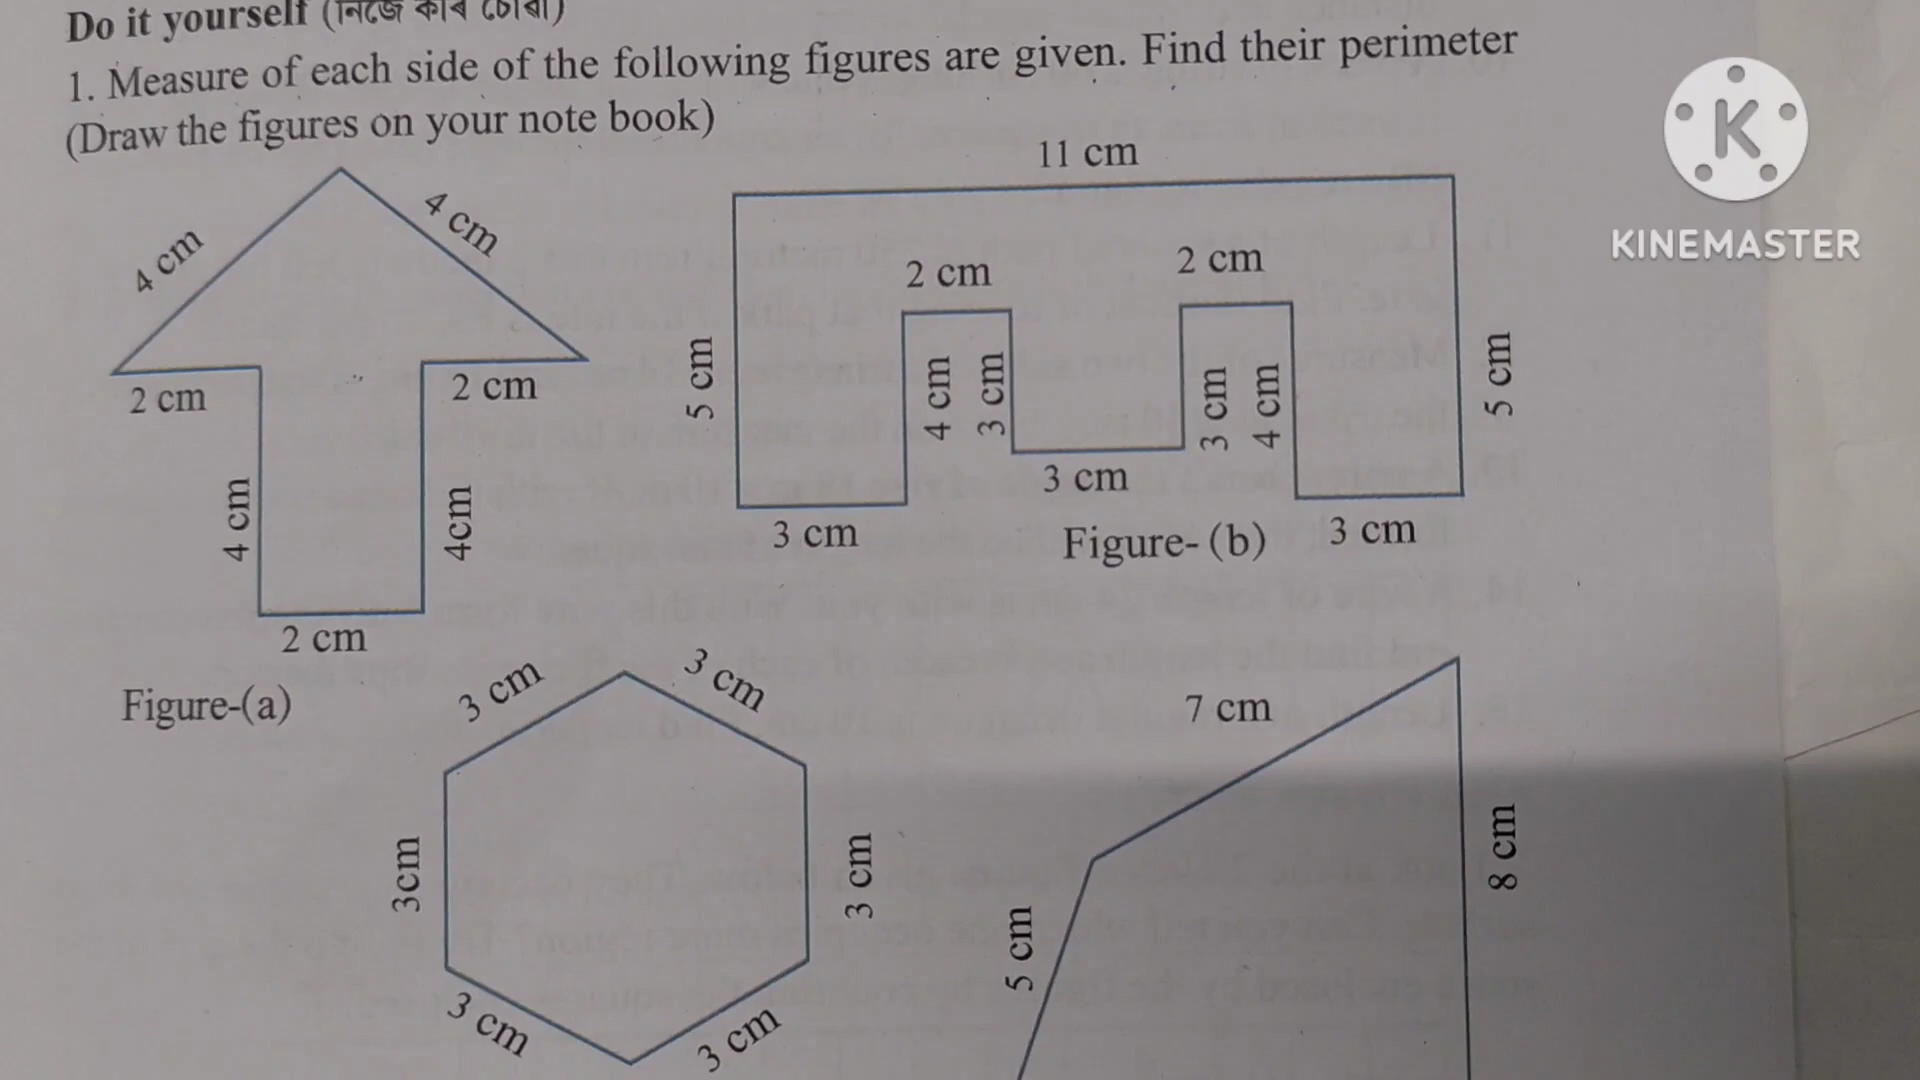 Do it yourself (নিজে কৰি চোৱা)
1. Measure of each side of the following figures are given. Find their perimeter
(Draw the figures on your note book)
K
KINEMASTER
11 cm
4 cm
4 cm
2 cm
2 cm
5 cm
4 cm
3 cm
3 cm
4 cm
5 cm
2 cm
2 cm
4 cm
4cm
3 cm
3 cm
Figure- (b)
3 cm
2 cm
Figure-(a)
3 cm
3 cm
7 cm
3cm
3 cm
8 cm
5 cm
3 cm
3 cm